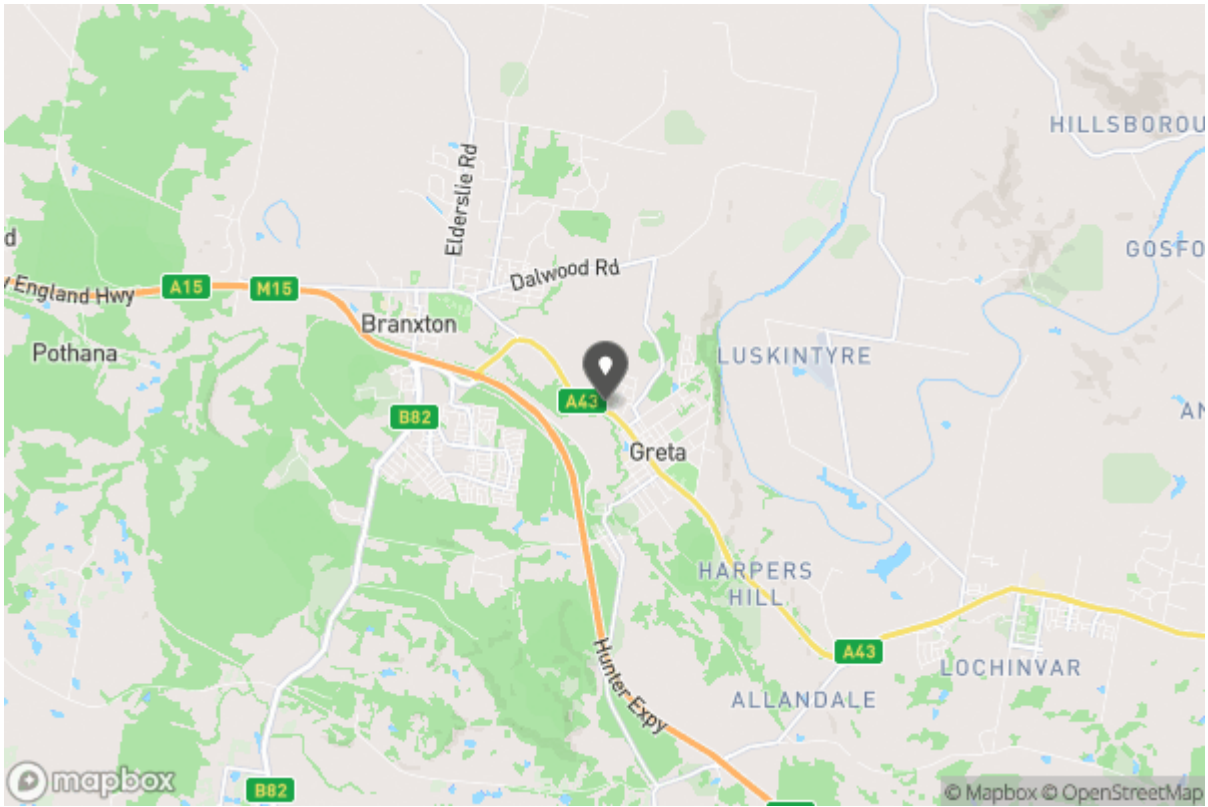 HILLSBOROU
Elderslie Rd
GOSFO
d
Dalwood Rd
y England Hwy
A15
M15
Branxton
Pothana
LUSKINTYRE
A43
B82
AN
Greta
HARPERS
HILL
A43
LOCHINVAR
Hunter Expy
ALLANDALE
mapbox
B82
© Mapbox © OpenStreetMap